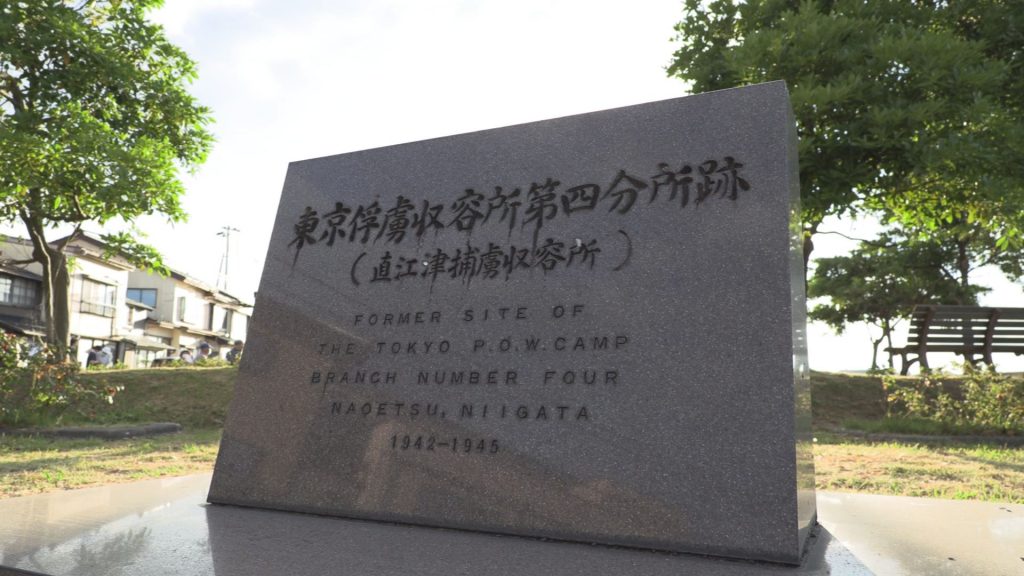 東京俘虜収容所第四分所跡
（直江津捕虜収容所）
FORMER SITE OF
THE TOKYO P.O.W. CAMP
BRANCH NUMBER FOUR
NAOETSU, NIIGATA
1942-1945